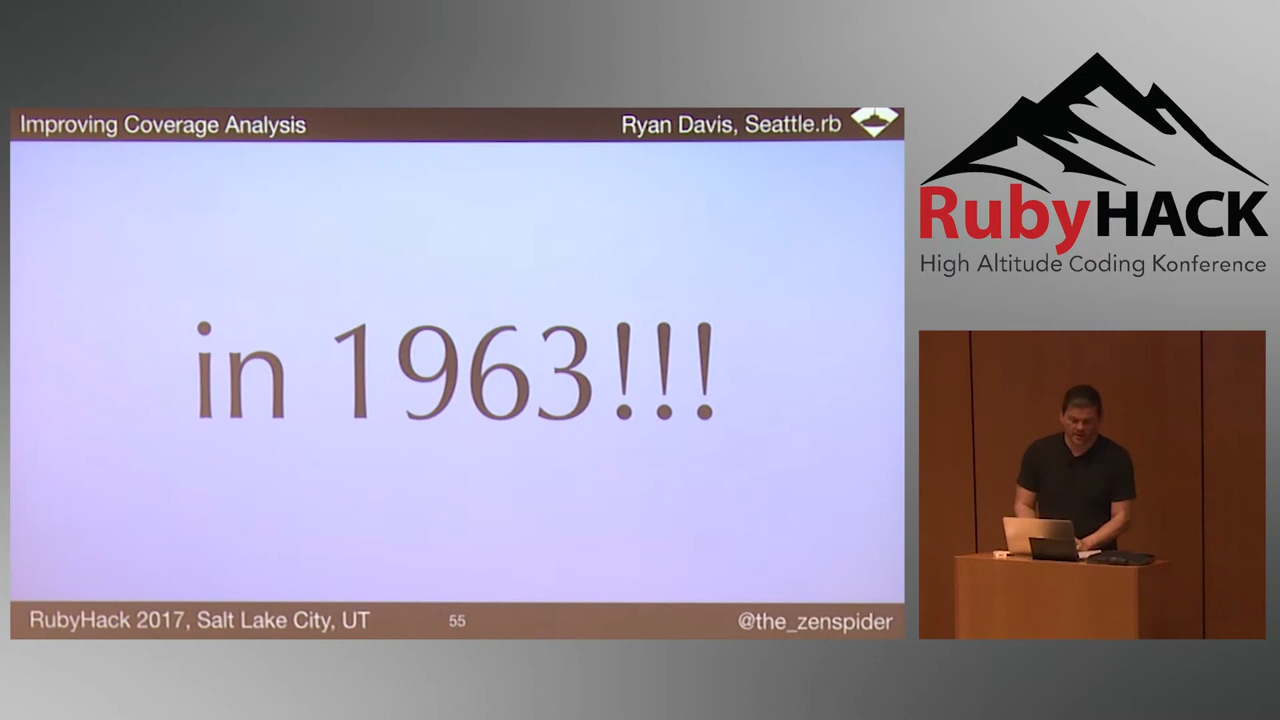 Improving Coverage Analysis
Ryan Davis, Seattle.rb
in 1963!!!
RubyHack 2017, Salt Lake City, UT
55
@the_zenspider
RubyHACK
High Altitude Coding Konference